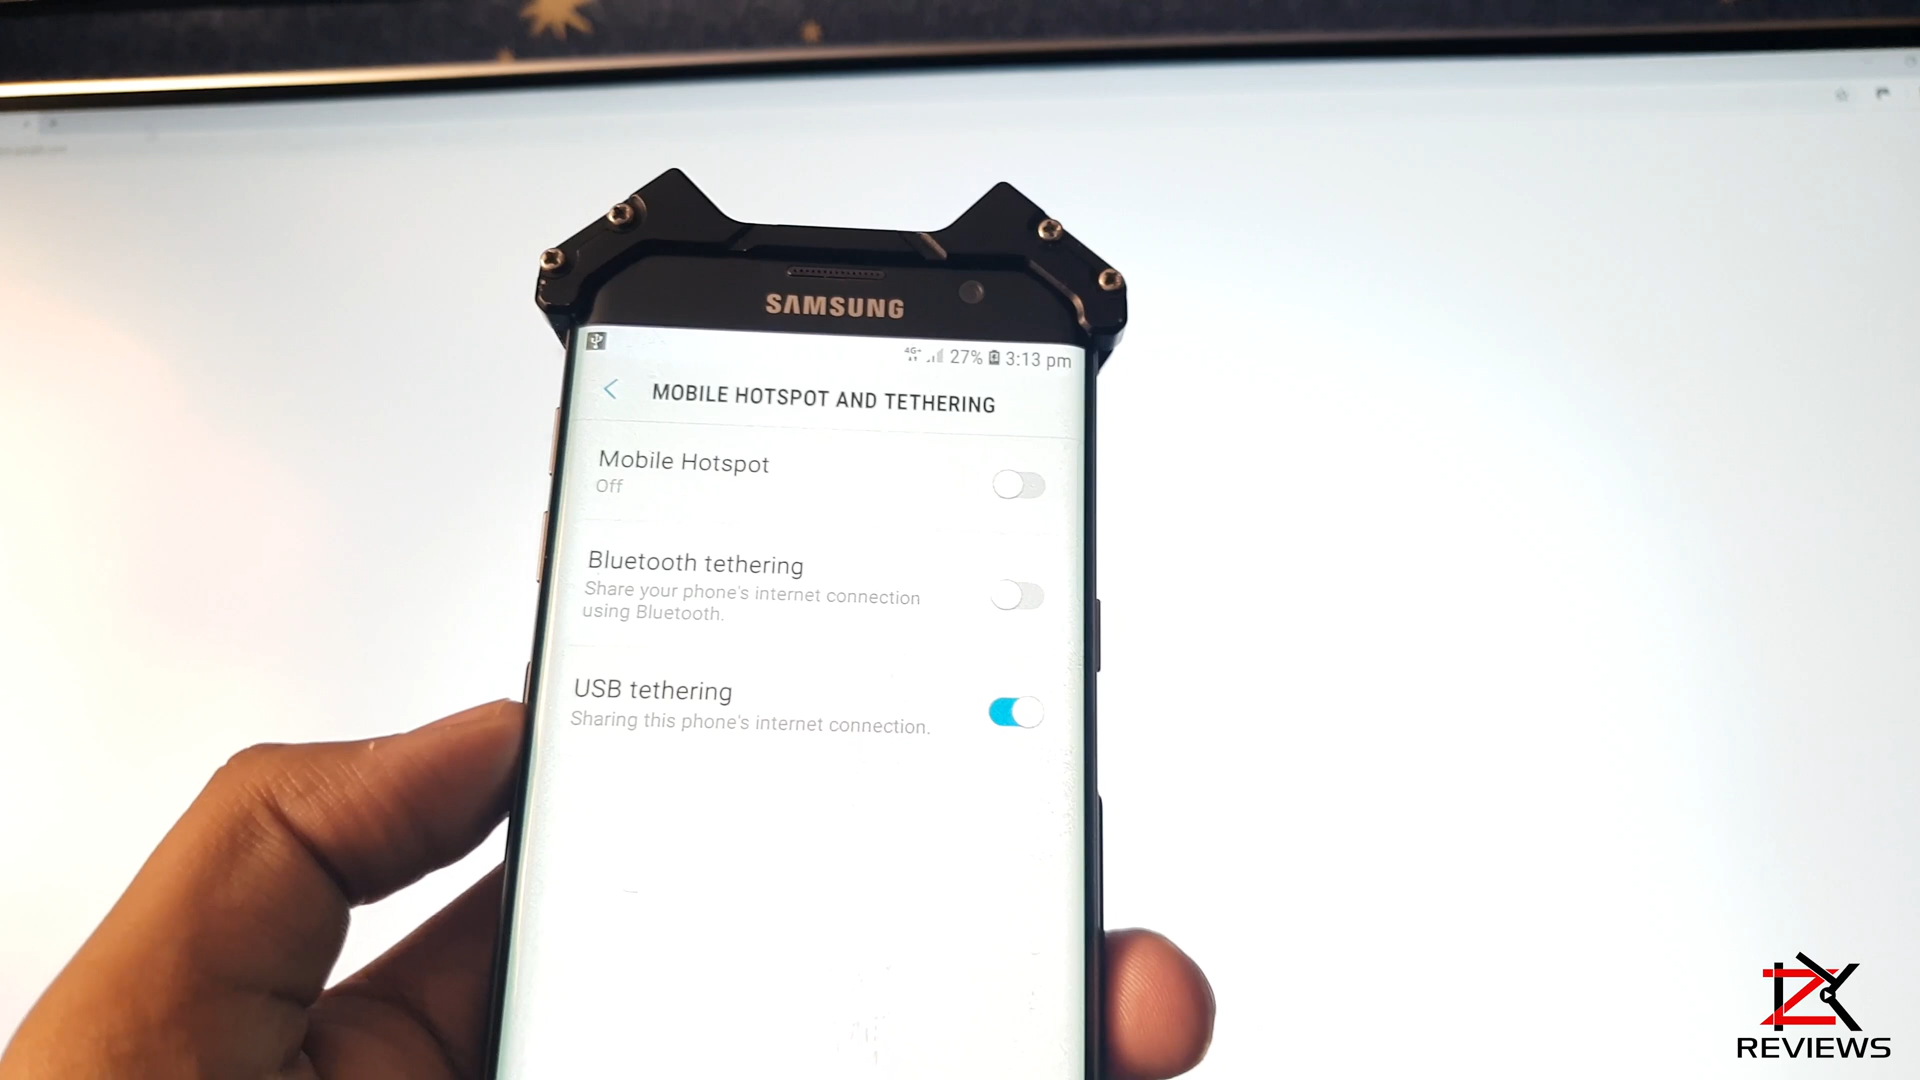 SAMSUNG
4G+ 27% 3:13 pm
MOBILE HOTSPOT AND TETHERING
Mobile Hotspot
Off
Bluetooth tethering
Share your phone's internet connection
using Bluetooth.
USB tethering
Sharing this phone's internet connection.
REVIEWS